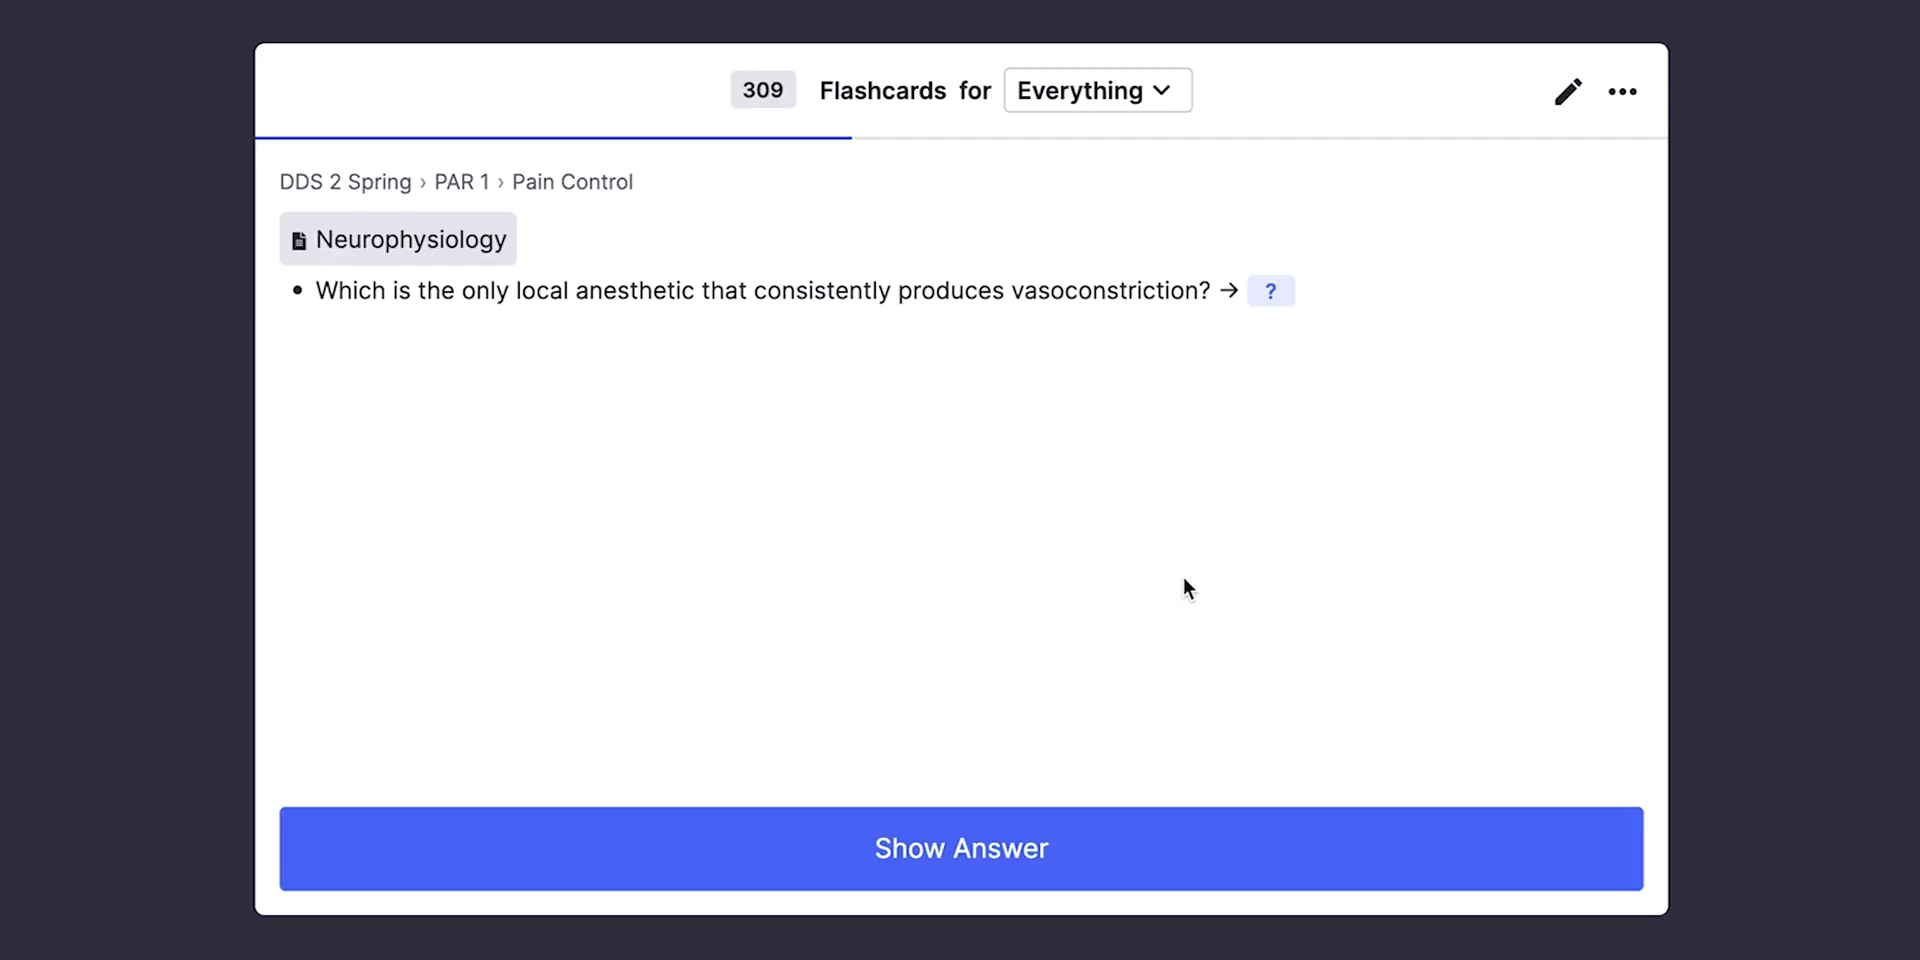 309 Flashcards for Everything
DDS 2 Spring › PAR 1 › Pain Control
Neurophysiology
• Which is the only local anesthetic that consistently produces vasoconstriction? → ?
Show Answer